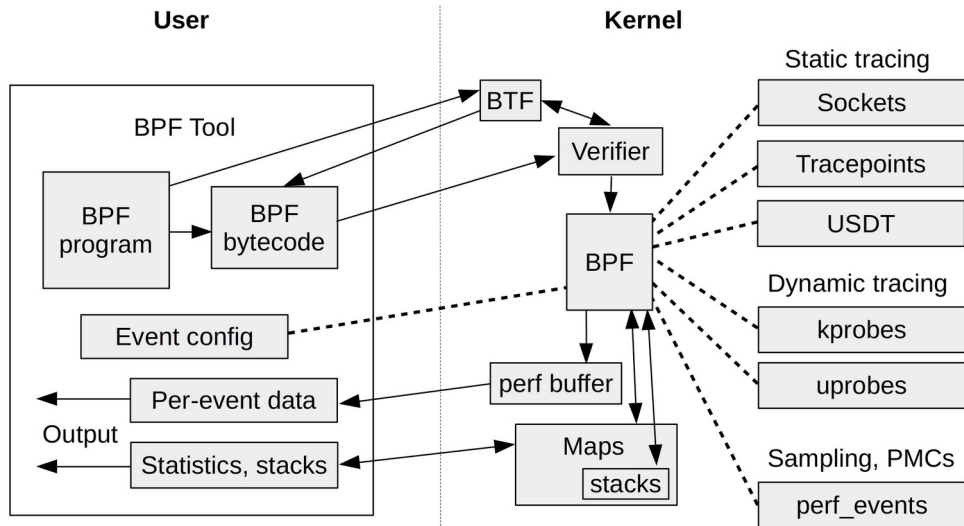 User
Kernel
Static tracing
BTF
Sockets
BPF Tool
Verifier
Tracepoints
BPF
program
BPF
bytecode
USDT
BPF
Dynamic tracing
Event config
kprobes
perf buffer
uprobes
Per-event data
Output
Maps
Statistics, stacks
stacks
Sampling, PMCs
perf_events